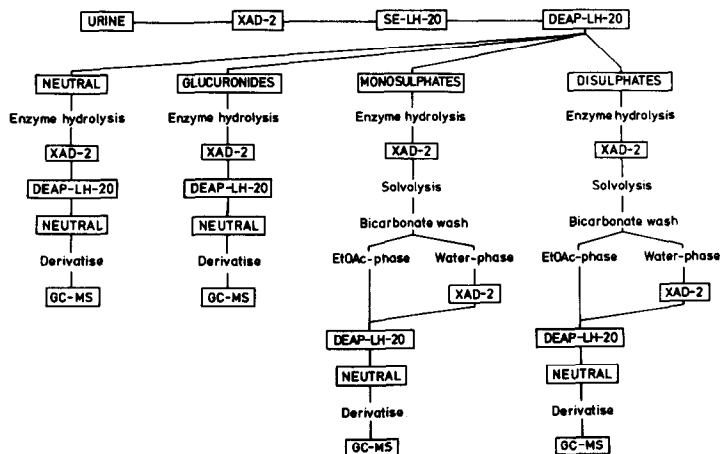 URINE XAD-2 SE-LH-20 DEAP-LH-20
NEUTRAL GLUCURONIDES MONOSULPHATES DISULPHATES
Enzyme hydrolysis Enzyme hydrolysis Enzyme hydrolysis Enzyme hydrolysis
XAD-2 XAD-2 XAD-2 XAD-2
DEAP-LH-20 DEAP-LH-20 Solvolysis Solvolysis
NEUTRAL NEUTRAL Bicarbonate wash Bicarbonate wash
Derivatise Derivatise EtOAc-phase Water-phase EtOAc-phase Water-phase
GC-MS GC-MS XAD-2 XAD-2
DEAP-LH-20 DEAP-LH-20
NEUTRAL NEUTRAL
Derivatise Derivatise
GC-MS GC-MS